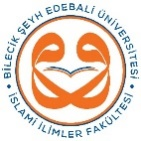 BİLECİK ŞEYH EDEBALİ ÜNİVERSİTESİ
• İSLAMİ İLİMLER FAKÜLTESİ •